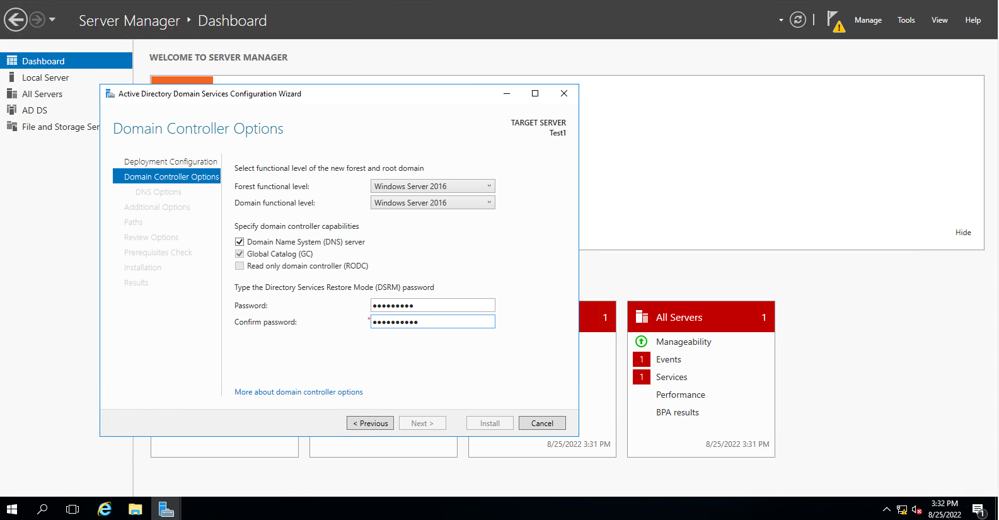 Server Manager ‣ Dashboard
Manage Tools View Help
Dashboard
Local Server
All Servers
AD DS
File and Storage Ser
WELCOME TO SERVER MANAGER
Hide
Active Directory Domain Services Configuration Wizard
Domain Controller Options
TARGET SERVER
Test1
Deployment Configuration
Domain Controller Options
DNS Options
Additional Options
Paths
Review Options
Prerequisites Check
Installation
Results
Select functional level of the new forest and root domain
Forest functional level: Windows Server 2016
Domain functional level: Windows Server 2016
Specify domain controller capabilities
Domain Name System (DNS) server
Global Catalog (GC)
Read only domain controller (RODC)
Type the Directory Services Restore Mode (DSRM) password
Password: •••••••••
Confirm password: * ••••••••••
More about domain controller options
< Previous Next > Install Cancel
1
8/25/2022 3:31 PM
All Servers 1
Manageability
1 Events
1 Services
Performance
BPA results
8/25/2022 3:31 PM
3:32 PM
8/25/2022
1